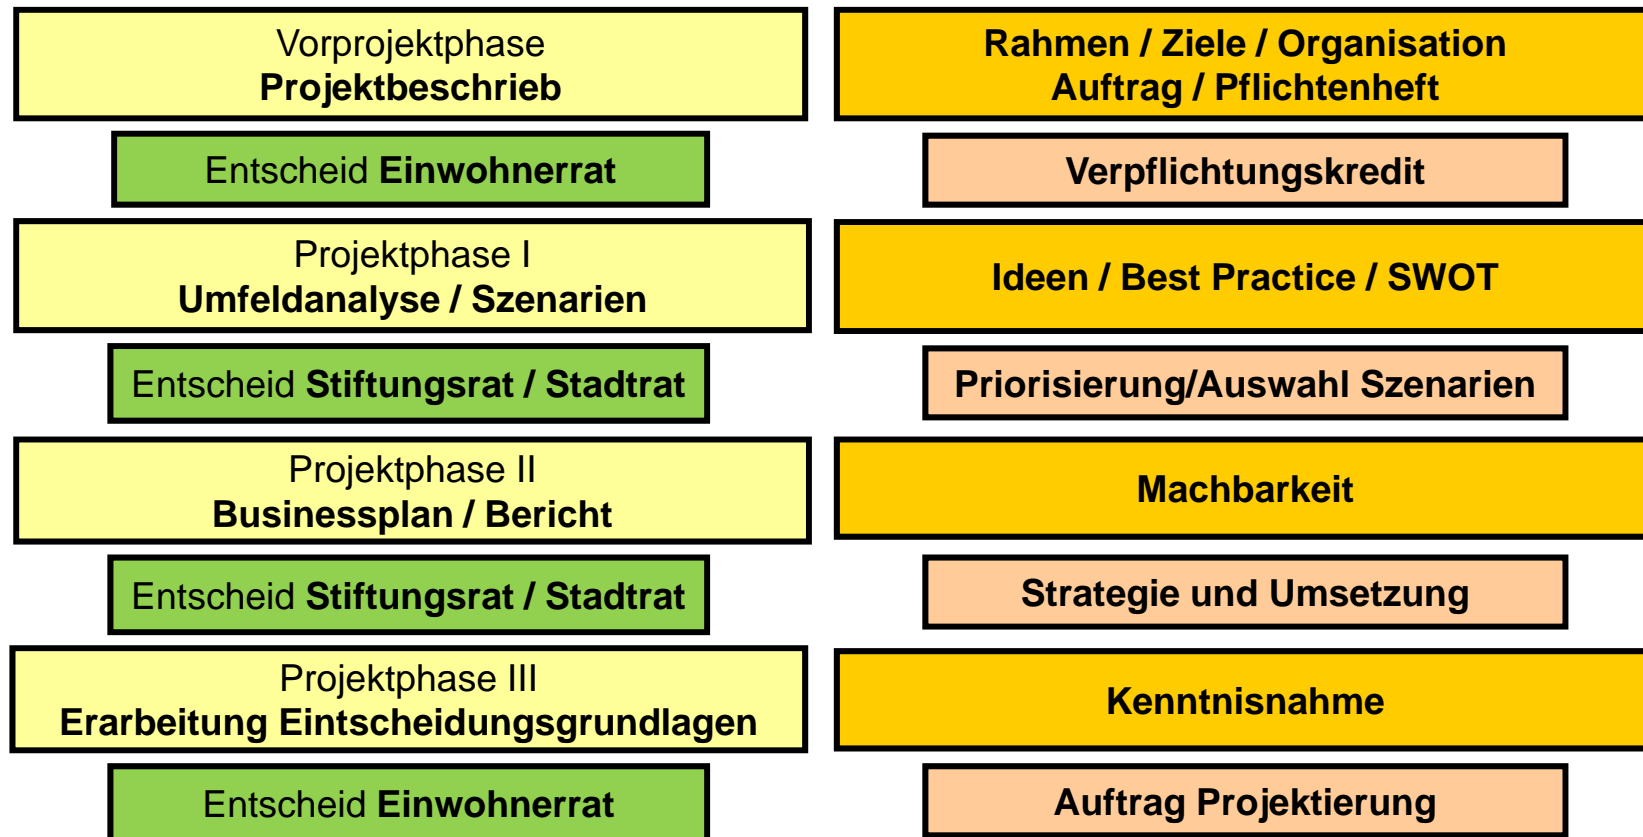 Vorprojektphase
Projektbeschrieb
Rahmen / Ziele / Organisation
Auftrag / Pflichtenheft
Entscheid Einwohnerrat
Verpflichtungskredit
Projektphase I
Umfeldanalyse / Szenarien
Ideen / Best Practice / SWOT
Entscheid Stiftungsrat / Stadtrat
Priorisierung/Auswahl Szenarien
Projektphase II
Businessplan / Bericht
Machbarkeit
Entscheid Stiftungsrat / Stadtrat
Strategie und Umsetzung
Projektphase III
Erarbeitung Eintscheidungsgrundlagen
Kenntnisnahme
Entscheid Einwohnerrat
Auftrag Projektierung